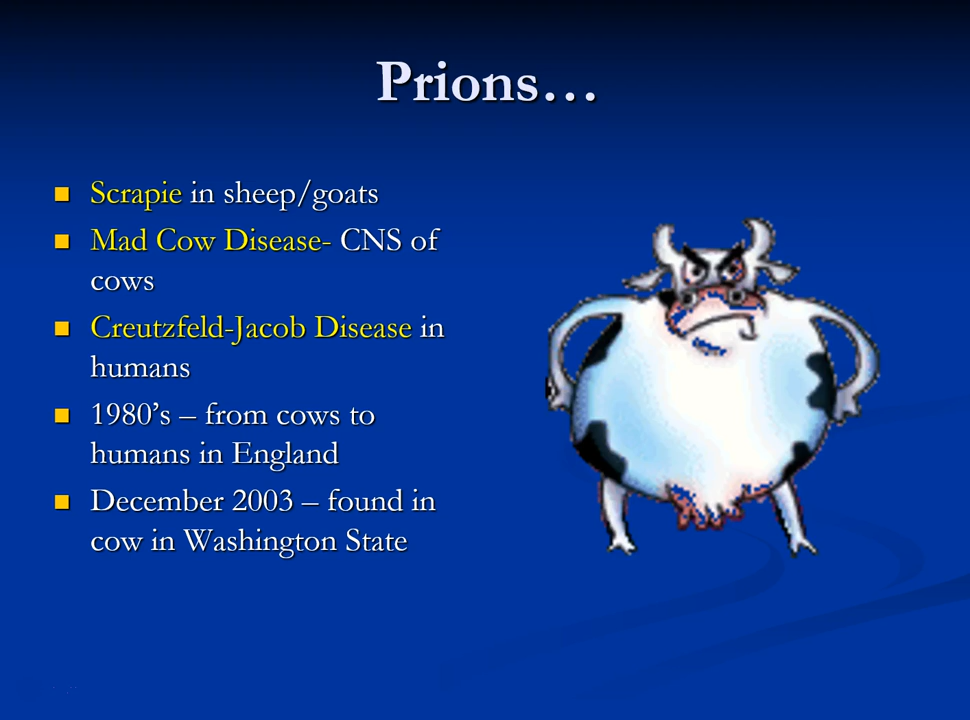 Prions…
Scrapie in sheep/goats
Mad Cow Disease- CNS of
cows
Creutzfeld-Jacob Disease in
humans
1980’s – from cows to
humans in England
December 2003 – found in
cow in Washington State